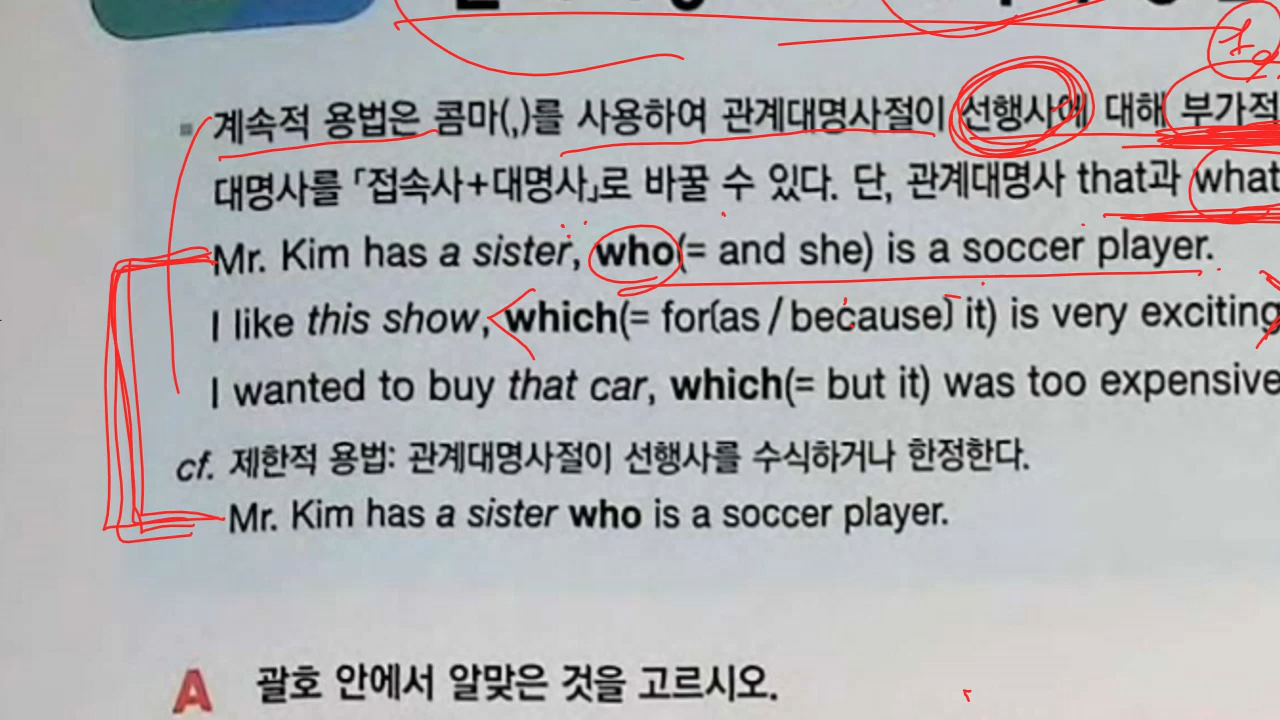 계속적 용법은 콤마(,)를 사용하여 관계대명사절이 선행사에 대해 부가적
대명사를 「접속사+대명사」로 바꿀 수 있다. 단, 관계대명사 that과 what
Mr. Kim has a sister, who(= and she) is a soccer player.
I like this show, which(= for(as / because) it) is very exciting
I wanted to buy that car, which(= but it) was too expensive
cf. 제한적 용법: 관계대명사절이 선행사를 수식하거나 한정한다.
Mr. Kim has a sister who is a soccer player.
A 괄호 안에서 알맞은 것을 고르시오.